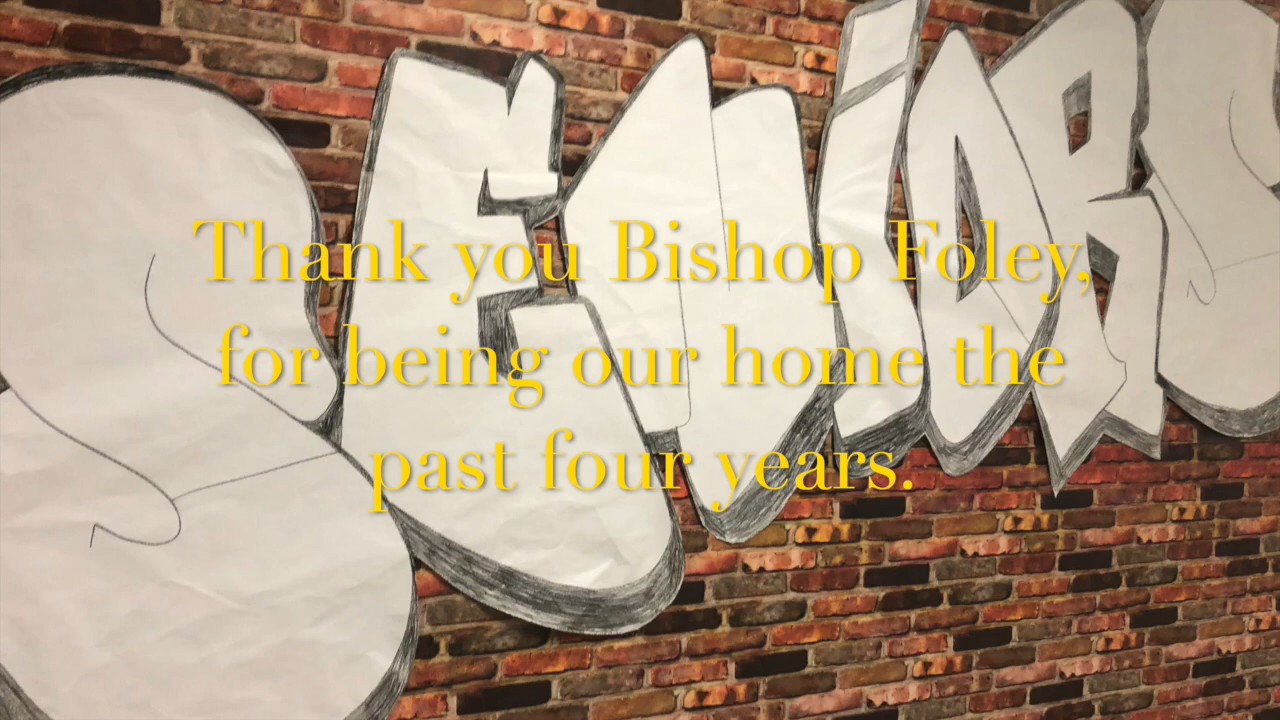 SENIORS
Thank you Bishop Foley,
for being our home the
past four years.